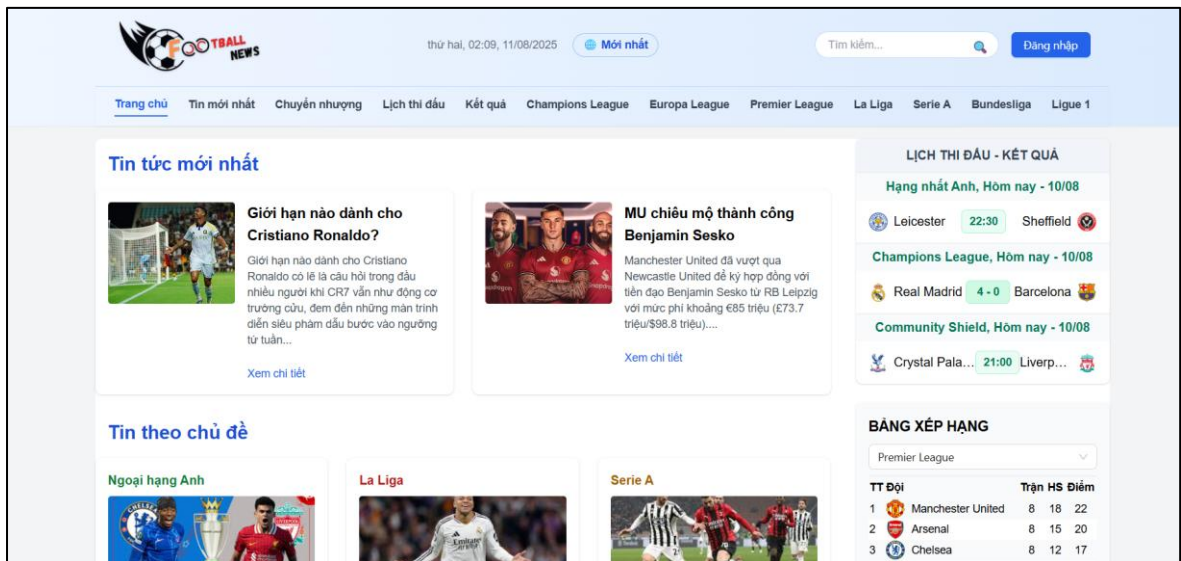 FOOTBALL
NEWS
thứ hai, 02:09, 11/08/2025
Mới nhất
Tìm kiếm...
Đăng nhập
Trang chủ Tin mới nhất Chuyển nhượng Lịch thi đấu Kết quả Champions League Europa League Premier League La Liga Serie A Bundesliga Ligue 1
Tin tức mới nhất
Giới hạn nào dành cho
Cristiano Ronaldo?
Giới hạn nào dành cho Cristiano
Ronaldo có lẽ là câu hỏi trong đầu
nhiều người khi CR7 vẫn như động cơ
trường cửu, đem đến những màn trình
diễn siêu phàm dẫu bước vào ngưỡng
tứ tuần...
Xem chi tiết
MU chiêu mộ thành công
Benjamin Sesko
Manchester United đã vượt qua
Newcastle United để ký hợp đồng với
tiền đạo Benjamin Sesko từ RB Leipzig
với mức phí khoảng €85 triệu (£73.7
triệu/$98.8 triệu)....
Xem chi tiết
LỊCH THI ĐẤU - KẾT QUẢ
Hạng nhất Anh, Hôm nay - 10/08
Leicester 22:30 Sheffield
Champions League, Hôm nay - 10/08
Real Madrid 4 - 0 Barcelona
Community Shield, Hôm nay - 10/08
Crystal Pala... 21:00 Liverp...
Tin theo chủ đề
Ngoại hạng Anh
La Liga
Serie A
BẢNG XẾP HẠNG
Premier League
TT Đội Trận HS Điểm
1 Manchester United 8 18 22
2 Arsenal 8 15 20
3 Chelsea 8 12 17